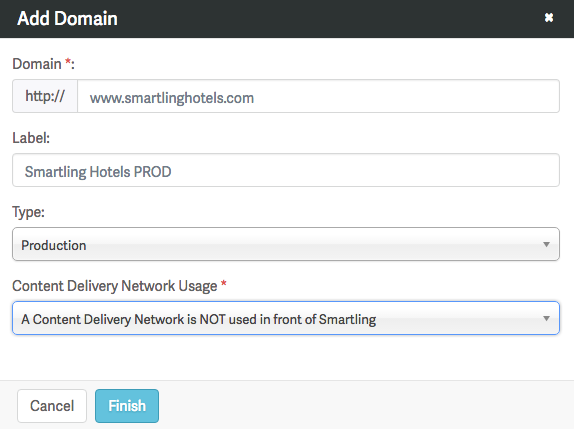 Add Domain
Domain *:
http:// www.smartlinghotels.com
Label:
Smartling Hotels PROD
Type:
Production
Content Delivery Network Usage *
A Content Delivery Network is NOT used in front of Smartling
Cancel Finish